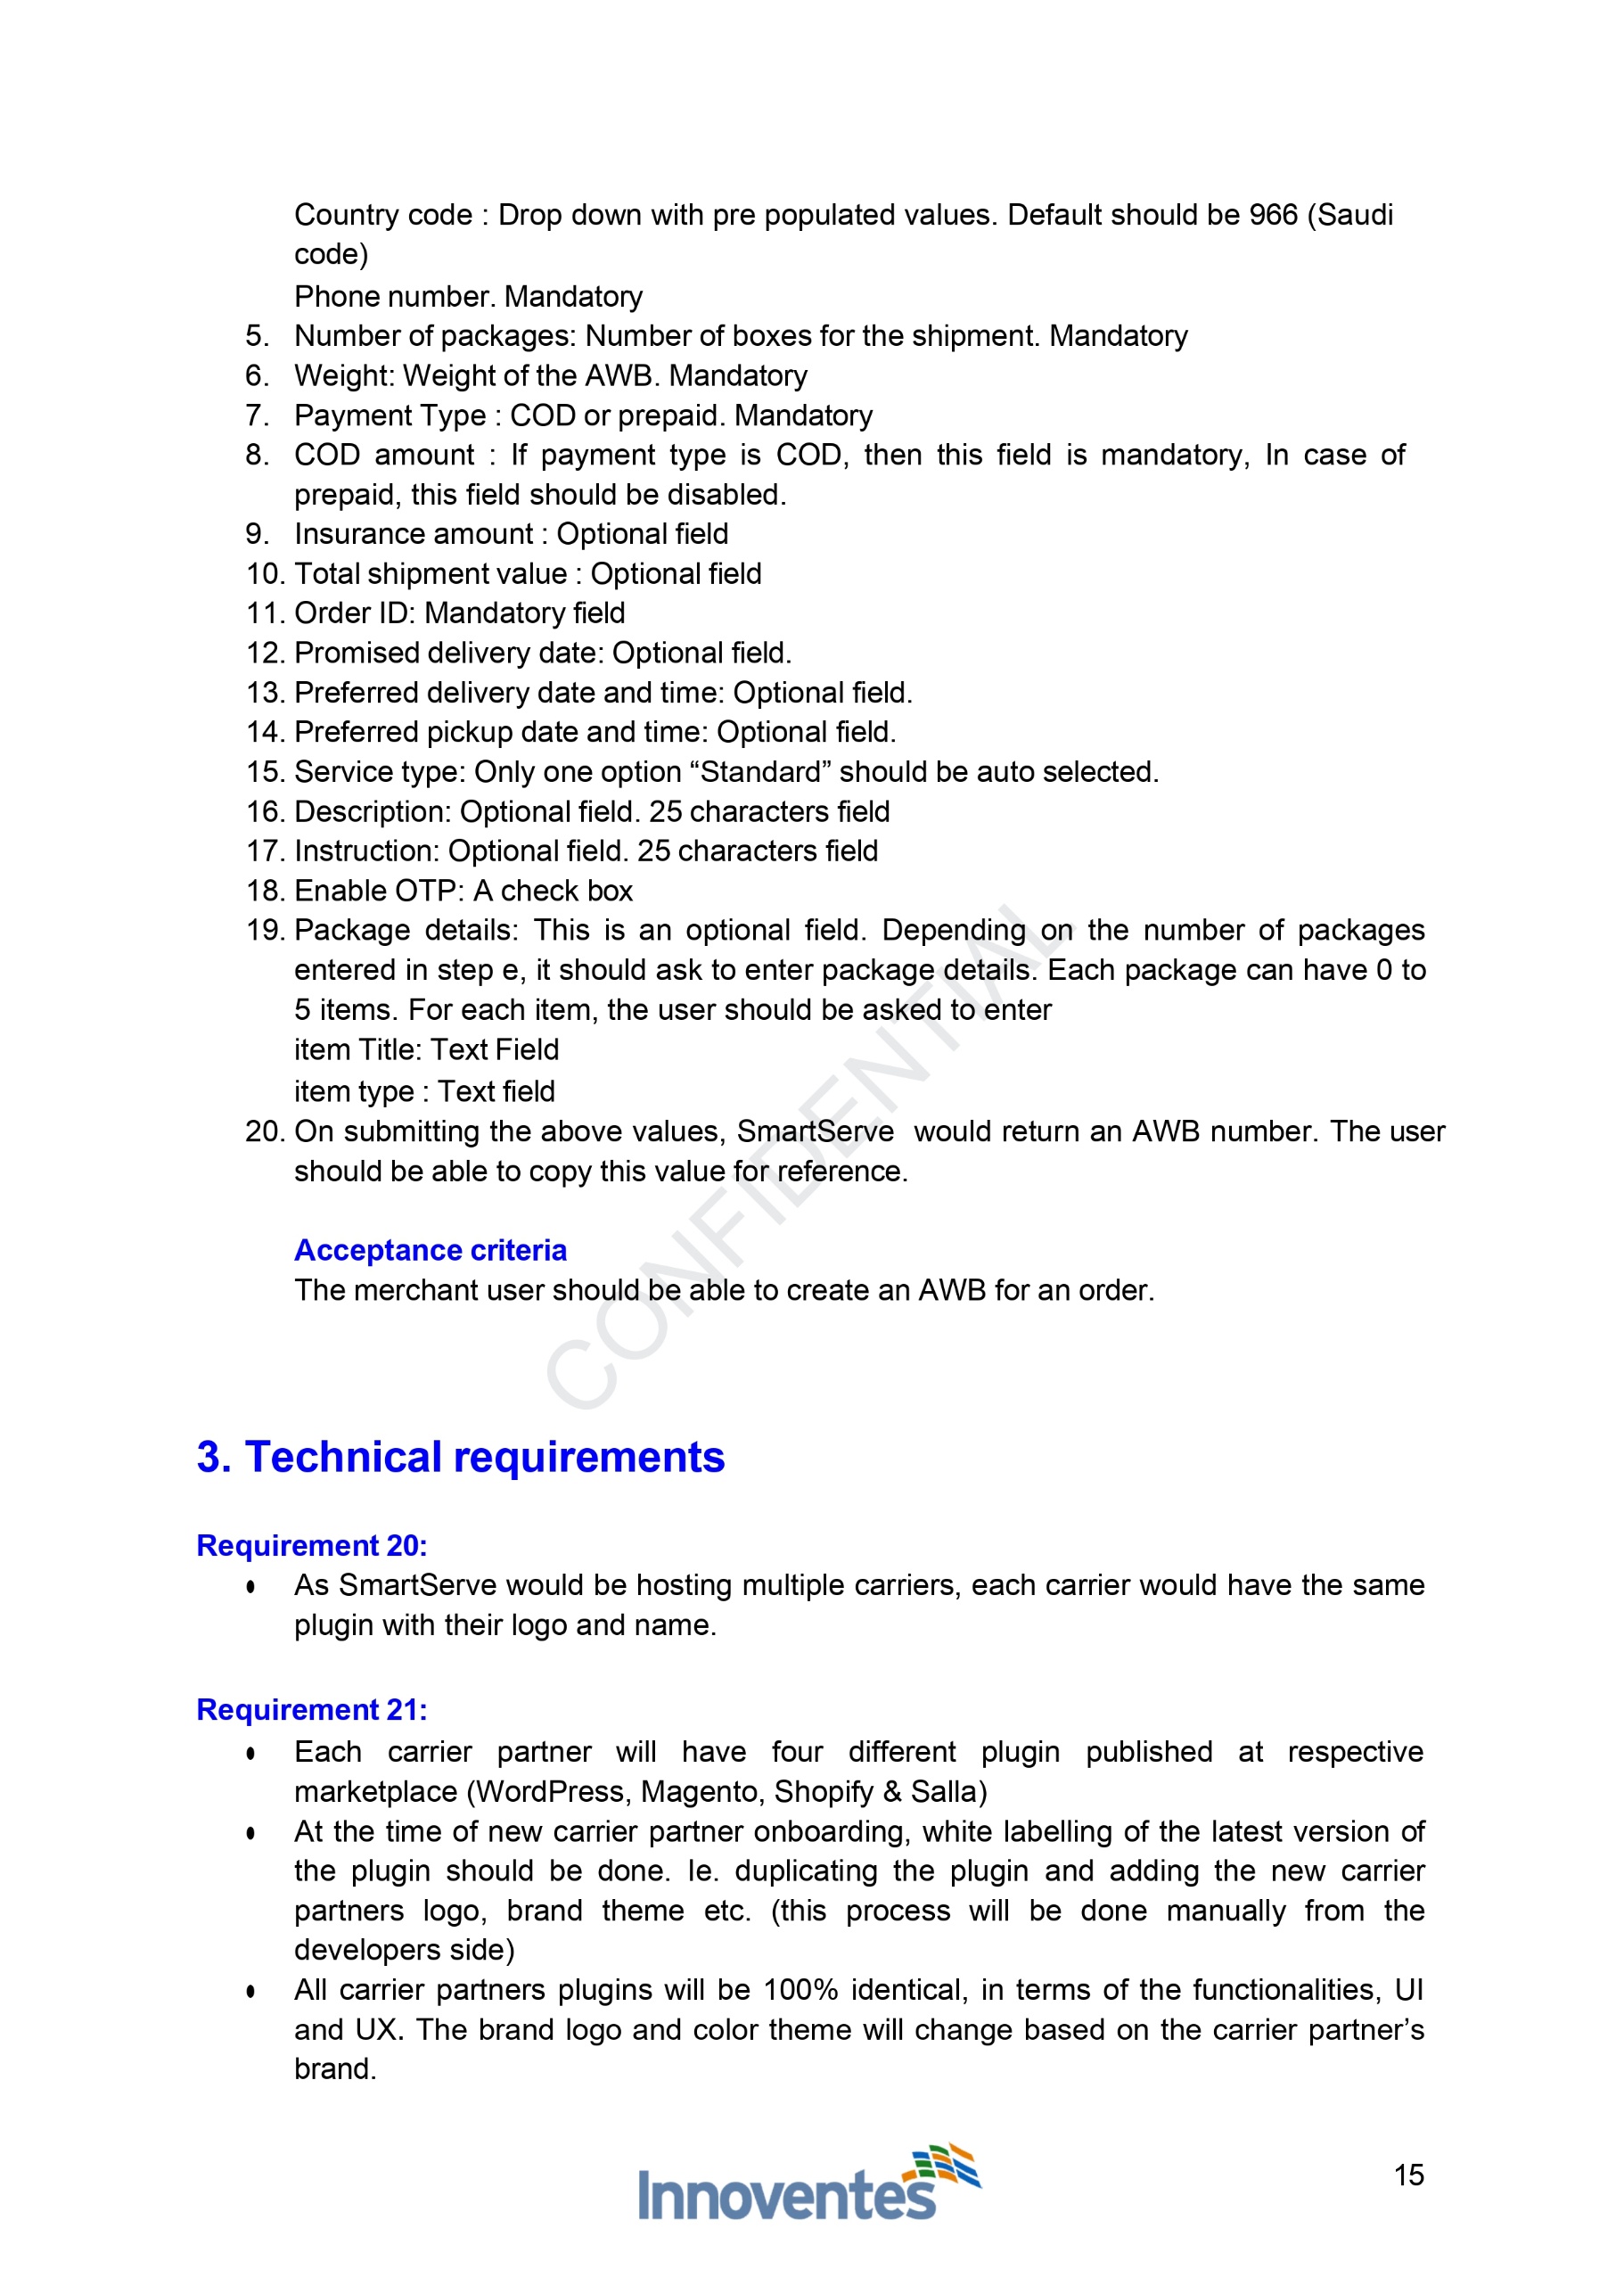 Country code : Drop down with pre populated values. Default should be 966 (Saudi
code)
Phone number. Mandatory
5. Number of packages: Number of boxes for the shipment. Mandatory
6. Weight: Weight of the AWB. Mandatory
7. Payment Type : COD or prepaid. Mandatory
8. COD amount : If payment type is COD, then this field is mandatory, In case of
prepaid, this field should be disabled.
9. Insurance amount : Optional field
10. Total shipment value : Optional field
11. Order ID: Mandatory field
12. Promised delivery date: Optional field.
13. Preferred delivery date and time: Optional field.
14. Preferred pickup date and time: Optional field.
15. Service type: Only one option “Standard” should be auto selected.
16. Description: Optional field. 25 characters field
17. Instruction: Optional field. 25 characters field
18. Enable OTP: A check box
19. Package details: This is an optional field. Depending on the number of packages
entered in step e, it should ask to enter package details. Each package can have 0 to
5 items. For each item, the user should be asked to enter
item Title: Text Field
item type : Text field
20. On submitting the above values, SmartServe would return an AWB number. The user
should be able to copy this value for reference.
Acceptance criteria
The merchant user should be able to create an AWB for an order.
CONFIDENTIAL
3. Technical requirements
Requirement 20:
• As SmartServe would be hosting multiple carriers, each carrier would have the same
plugin with their logo and name.
Requirement 21:
• Each carrier partner will have four different plugin published at respective
marketplace (WordPress, Magento, Shopify & Salla)
• At the time of new carrier partner onboarding, white labelling of the latest version of
the plugin should be done. Ie. duplicating the plugin and adding the new carrier
partners logo, brand theme etc. (this process will be done manually from the
developers side)
• All carrier partners plugins will be 100% identical, in terms of the functionalities, UI
and UX. The brand logo and color theme will change based on the carrier partner’s
brand.
Innoventes
15